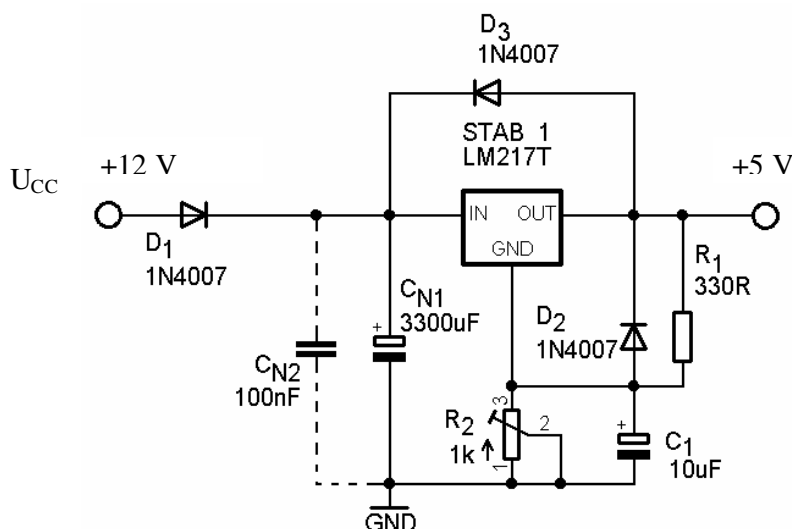 D3
1N4007
STAB 1
LM217T
UCC
+12 V
+5 V
IN OUT
GND
D1
1N4007
R1
330R
CN1
3300uF
+
D2
1N4007
CN2
100nF
R2
1k
3
2
1
+
C1
10uF
GND